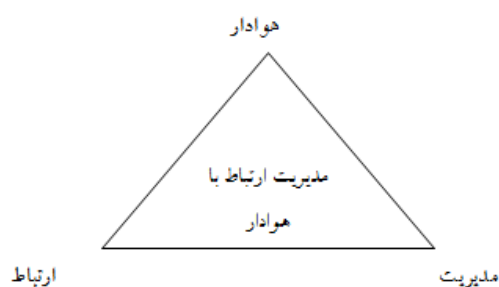 هوادار
مدیریت ارتباط با
هوادار
مدیریت
ارتباط